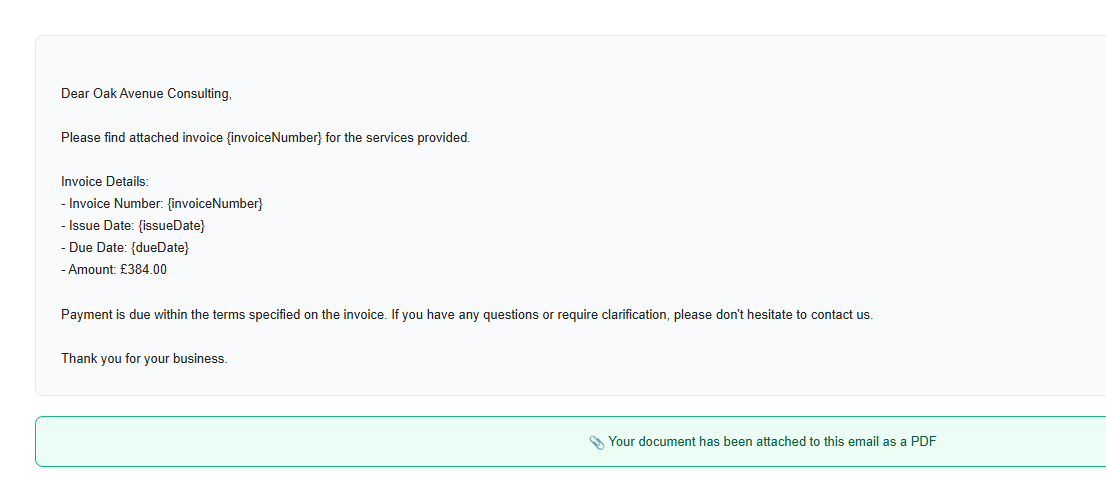 Dear Oak Avenue Consulting,
Please find attached invoice {invoiceNumber} for the services provided.
Invoice Details:
- Invoice Number: {invoiceNumber}
- Issue Date: {issueDate}
- Due Date: {dueDate}
- Amount: £384.00
Payment is due within the terms specified on the invoice. If you have any questions or require clarification, please don't hesitate to contact us.
Thank you for your business.
📎 Your document has been attached to this email as a PDF